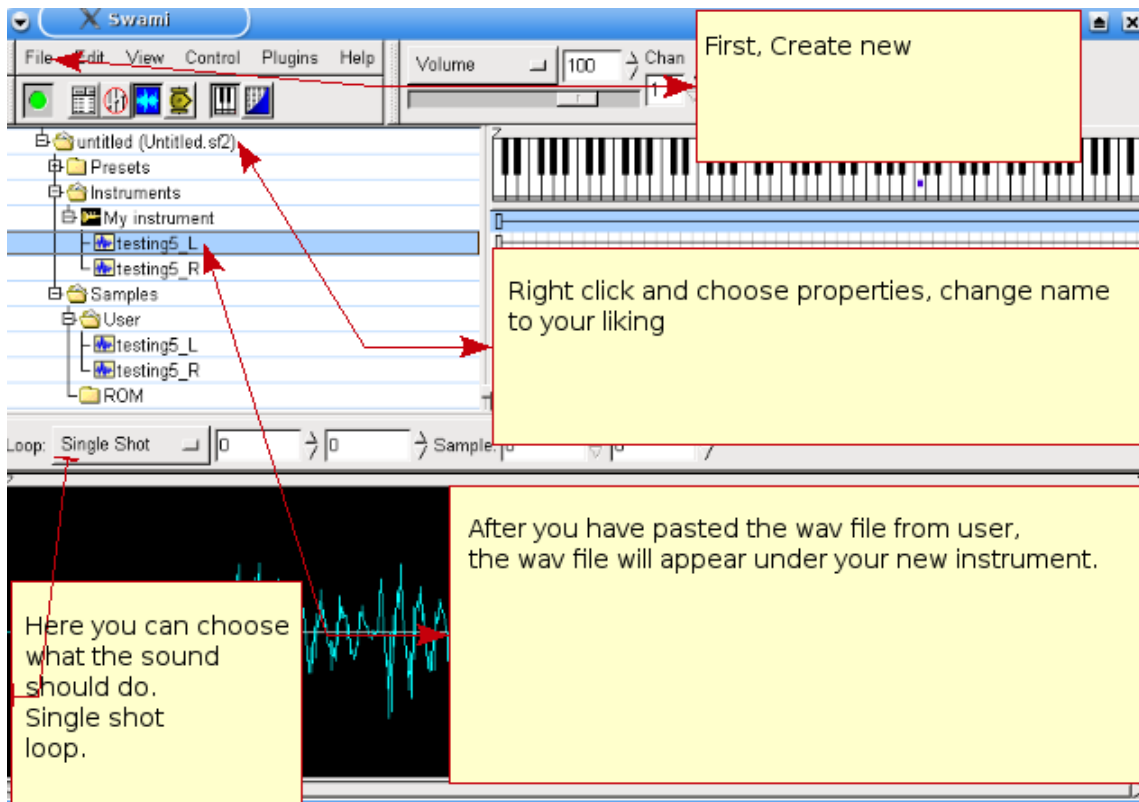 Swami
File Edit View Control Plugins Help
Volume 100 Chan
1
First, Create new
untitled (Untitled.sf2)
Presets
Instruments
My instrument
testing5_L
testing5_R
Samples
User
testing5_L
testing5_R
ROM
Right click and choose properties, change name
to your liking
Loop: Single Shot 0 0 Sample: 0 0
After you have pasted the wav file from user,
the wav file will appear under your new instrument.
Here you can choose
what the sound
should do.
Single shot
loop.